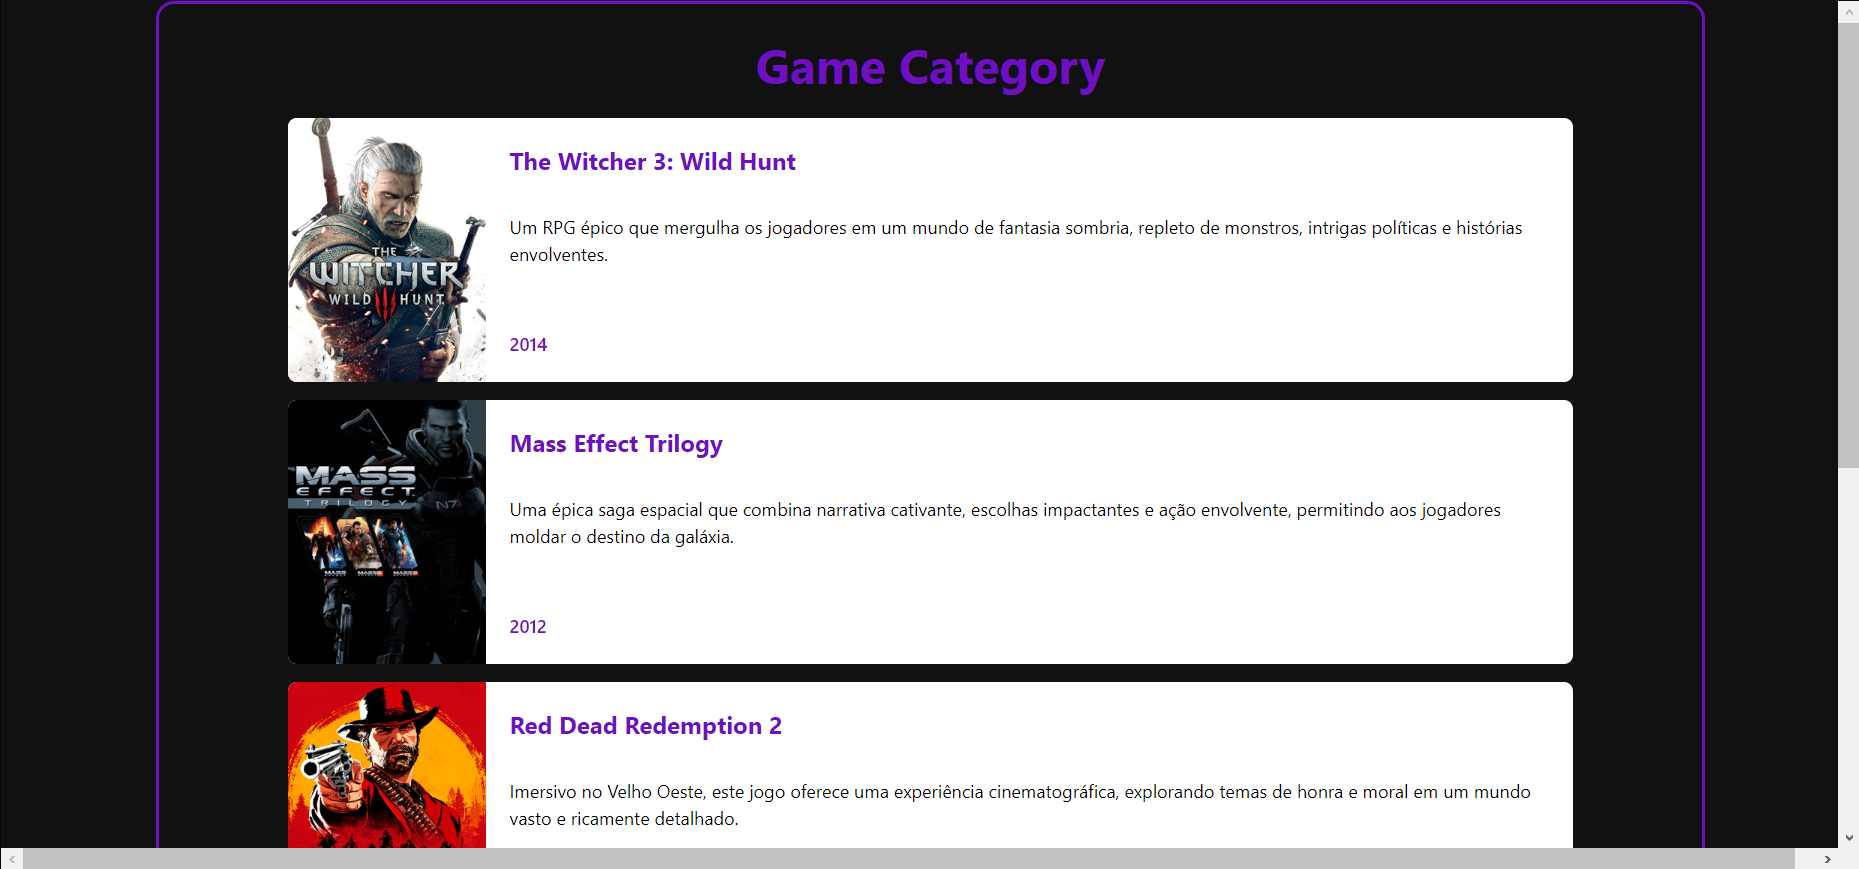 Game Category
The Witcher 3: Wild Hunt
Um RPG épico que mergulha os jogadores em um mundo de fantasia sombria, repleto de monstros, intrigas políticas e histórias
envolventes.
2014
THE
WITCHER
WILD III HUNT
Mass Effect Trilogy
Uma épica saga espacial que combina narrativa cativante, escolhas impactantes e ação envolvente, permitindo aos jogadores
moldar o destino da galáxia.
2012
MASS
EFFECT
TRILOGY
N7
Red Dead Redemption 2
Imersivo no Velho Oeste, este jogo oferece uma experiência cinematográfica, explorando temas de honra e moral em um mundo
vasto e ricamente detalhado.